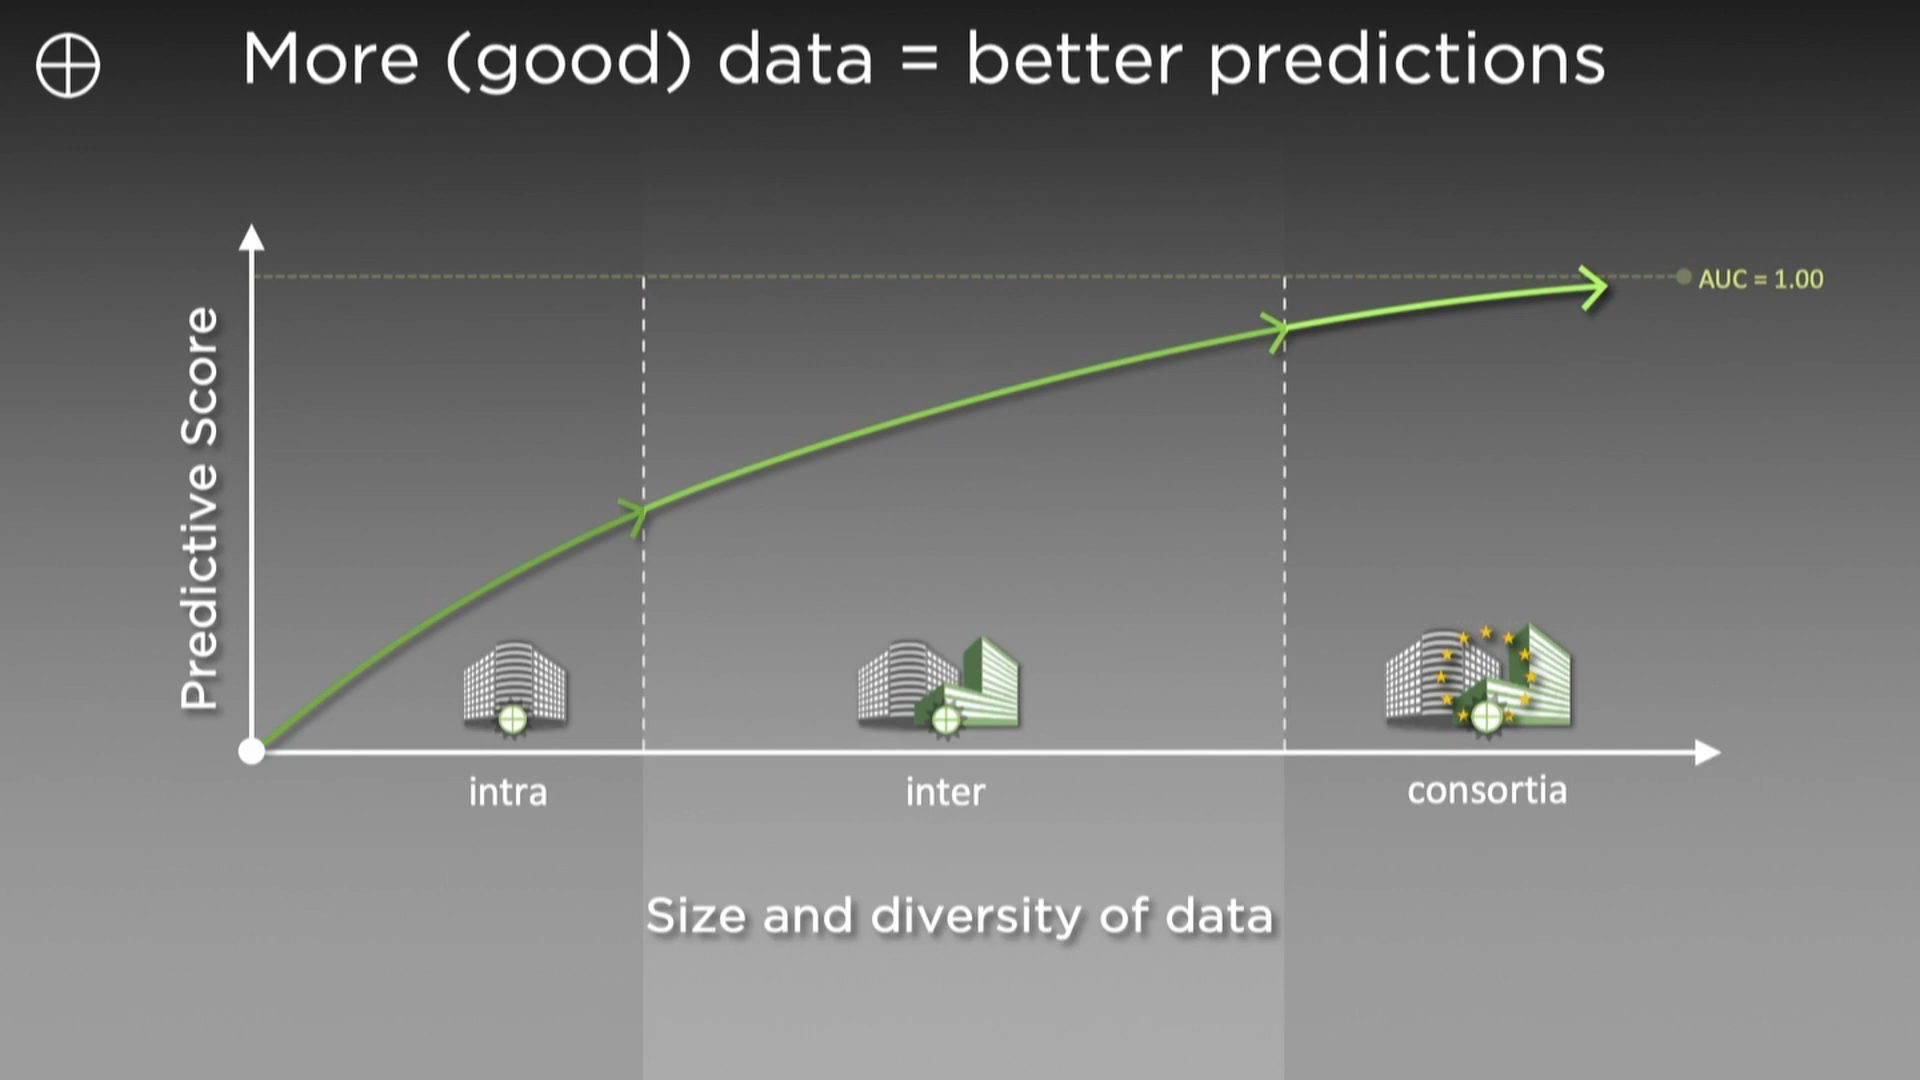 More (good) data = better predictions
AUC = 1.00
Predictive Score
intra
inter
consortia
Size and diversity of data